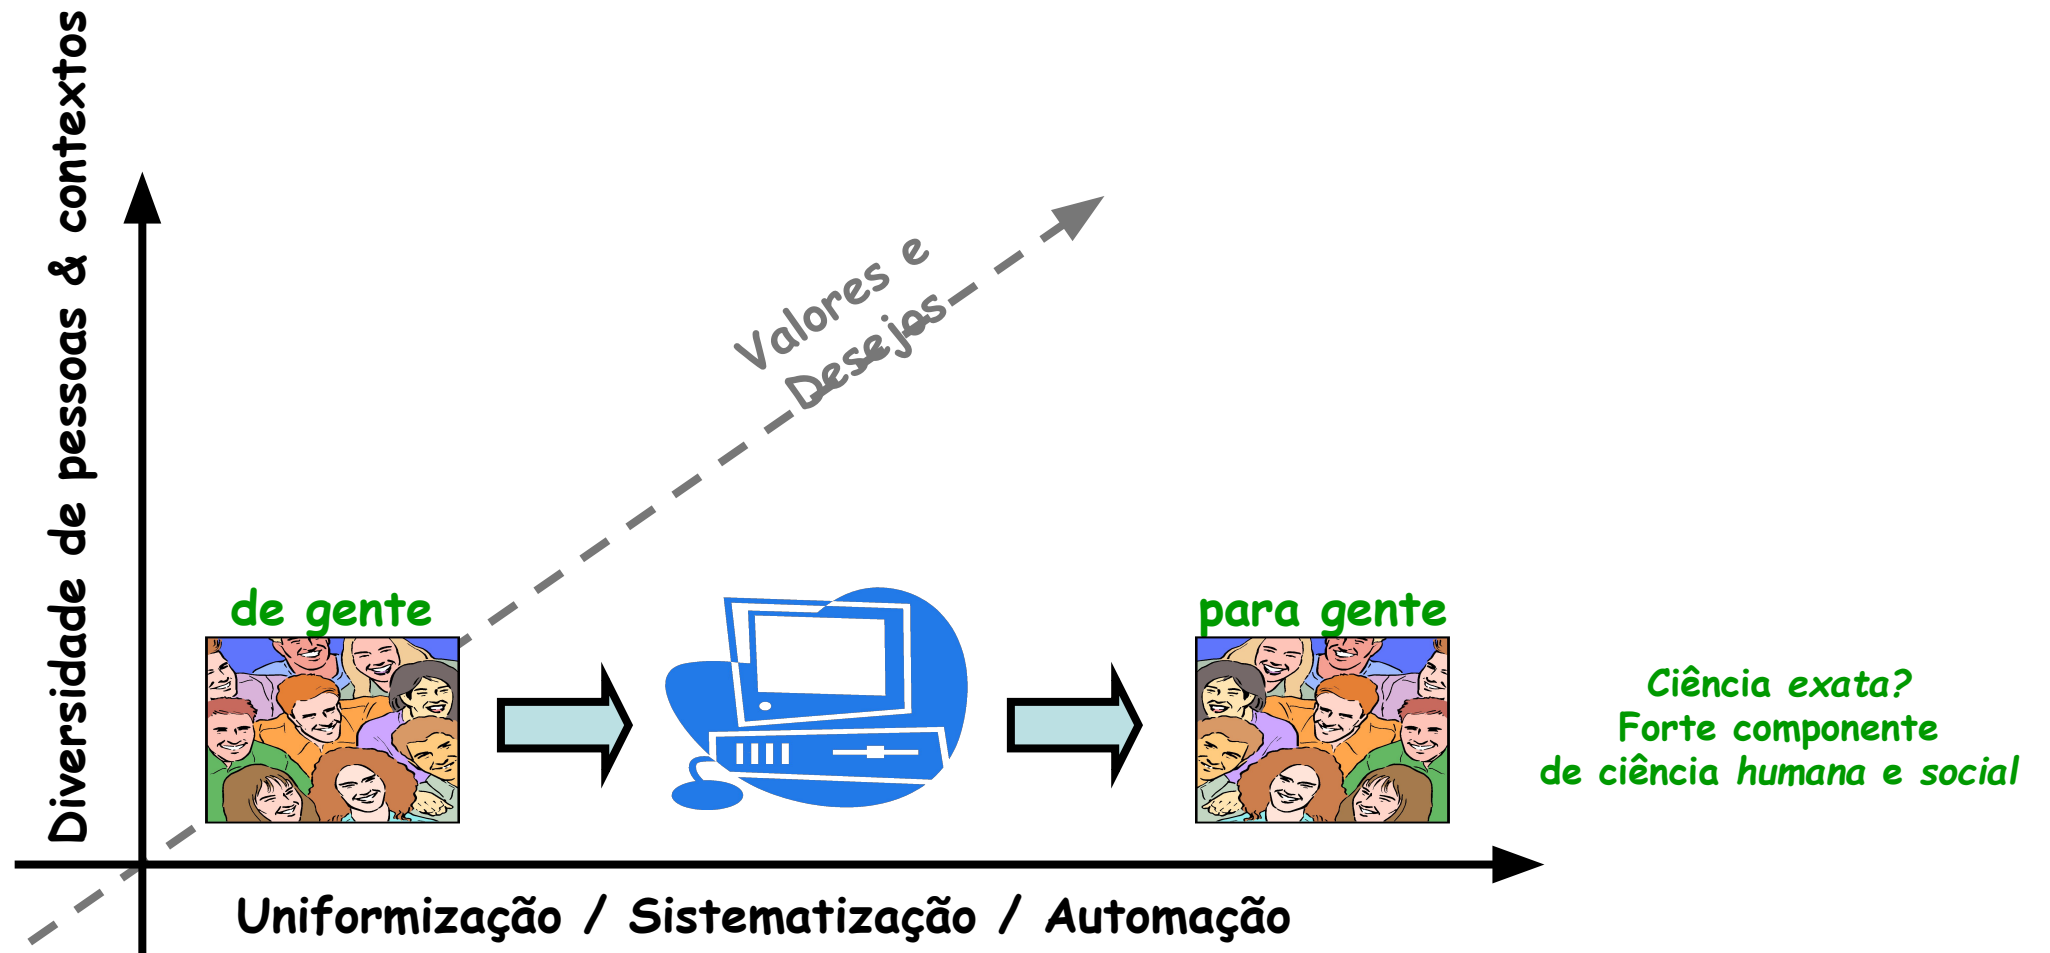 Diversidade de pessoas & contextos
Valores e
Desejos
de gente
para gente
Ciência exata?
Forte componente
de ciência humana e social
Uniformização / Sistematização / Automação